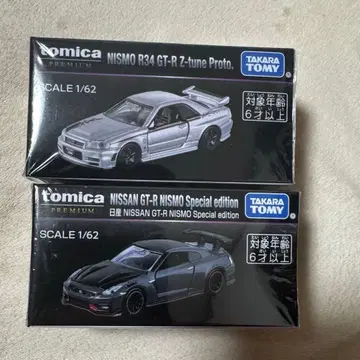 tomica
PREMIUM
NISMO R34 GT-R Z-tune Proto.
TAKARA
TOMY
SCALE 1/62
対象年齢
6才以上
tomica
PREMIUM
NISSAN GT-R NISMO Special edition
日産 NISSAN GT-R NISMO Special edition
TAKARA
TOMY
SCALE 1/62
対象年齢
6才以上